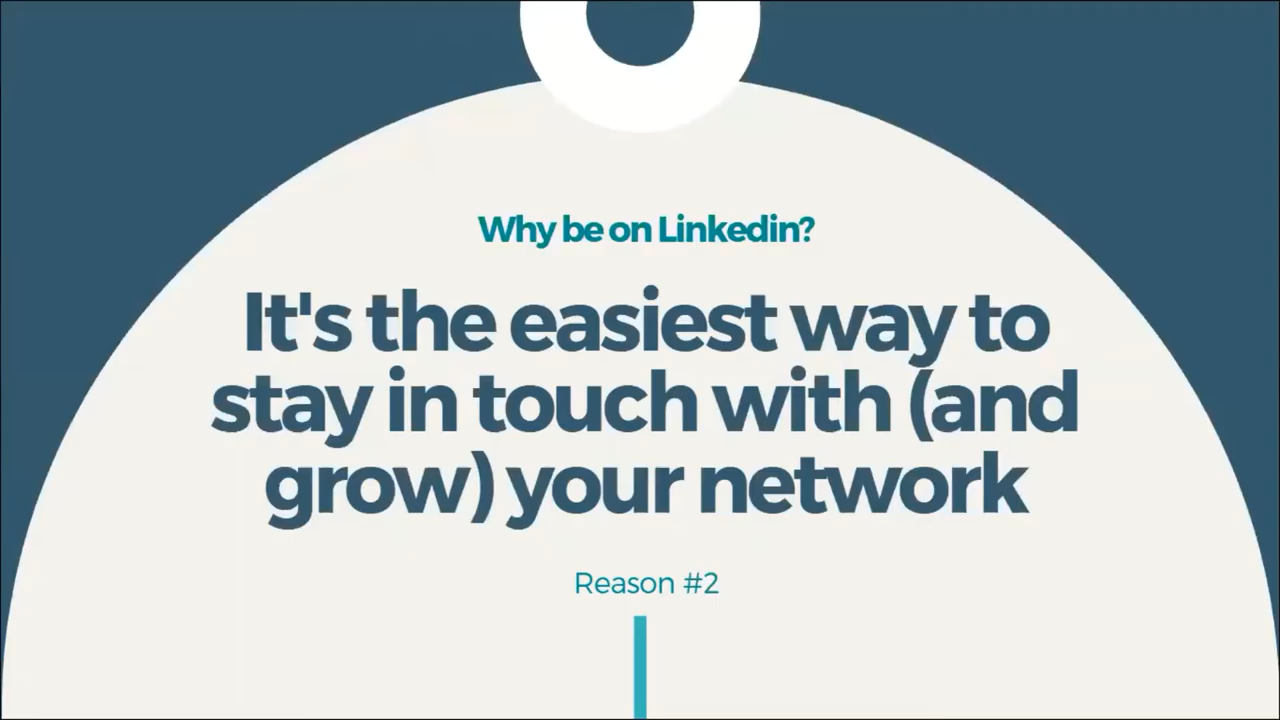 Why be on Linkedin?
It's the easiest way to
stay in touch with (and
grow) your network
Reason #2